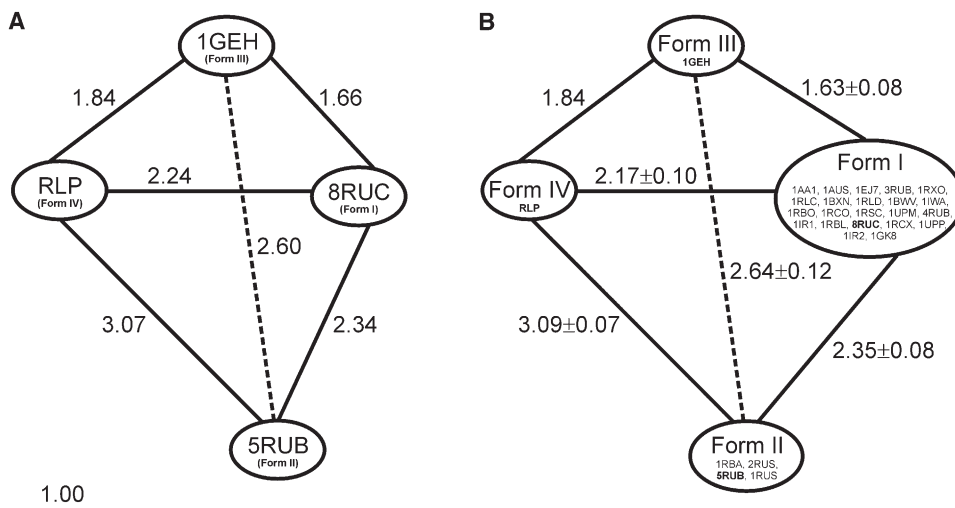 A
1GEH
(Form III)
1.84
1.66
RLP
(Form IV)
2.24
8RUC
(Form I)
2.60
3.07
2.34
5RUB
(Form II)
1.00
B
Form III
1GEH
1.84
1.63±0.08
Form IV
RLP
2.17±0.10
Form I
1AA1, 1AUS, 1EJ7, 3RUB, 1RXO,
1RLC, 1BXN, 1RLD, 1BWV, 1IWA,
1RBO, 1RCO, 1RSC, 1UPM, 4RUB,
1IR1, 1RBL, 8RUC, 1RCX, 1UPP,
1IR2, 1GK8
2.64±0.12
3.09±0.07
2.35±0.08
Form II
1RBA, 2RUS,
5RUB, 1RUS